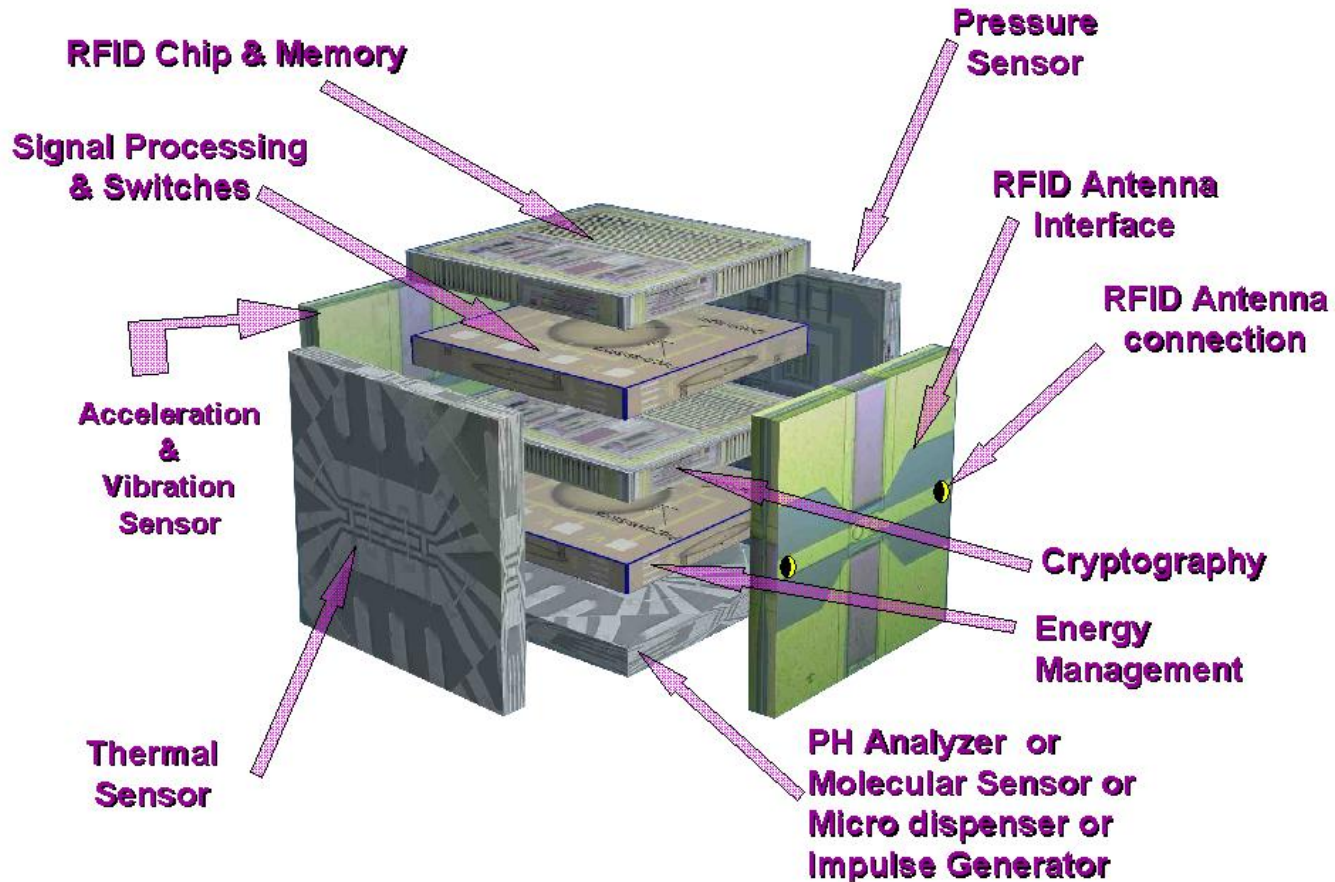 RFID Chip & Memory
Pressure
Sensor
Signal Processing
& Switches
RFID Antenna
Interface
RFID Antenna
connection
Acceleration
&
Vibration
Sensor
Cryptography
Energy
Management
Thermal
Sensor
PH Analyzer or
Molecular Sensor or
Micro dispenser or
Impulse Generator